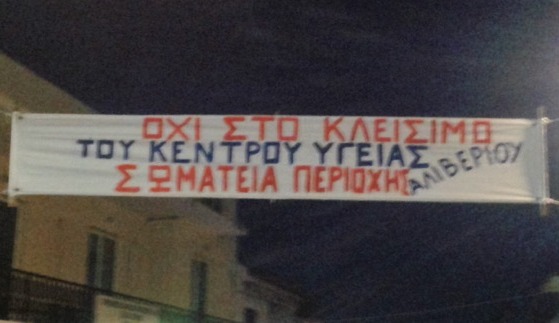 ΟΧΙ ΣΤΟ ΚΛΕΙΣΙΜΟ
ΤΟΥ ΚΕΝΤΡΟΥ ΥΓΕΙΑΣ ΑΛΙΒΕΡΙΟΥ
ΣΩΜΑΤΕΙΑ ΠΕΡΙΟΧΗΣ